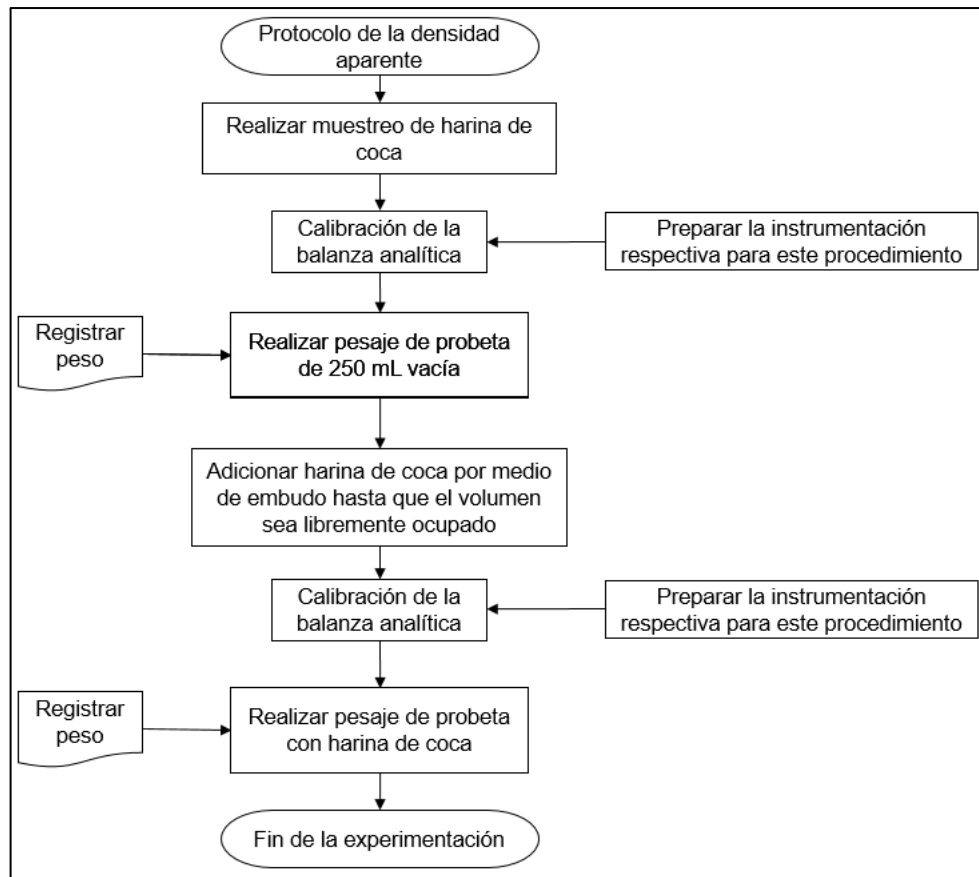 Protocolo de la densidad
aparente
Realizar muestreo de harina de
coca
Calibración de la
balanza analítica
Preparar la instrumentación
respectiva para este procedimiento
Registrar
peso
Realizar pesaje de probeta
de 250 mL vacía
Adicionar harina de coca por medio
de embudo hasta que el volumen
sea libremente ocupado
Calibración de la
balanza analítica
Preparar la instrumentación
respectiva para este procedimiento
Registrar
peso
Realizar pesaje de probeta
con harina de coca
Fin de la experimentación